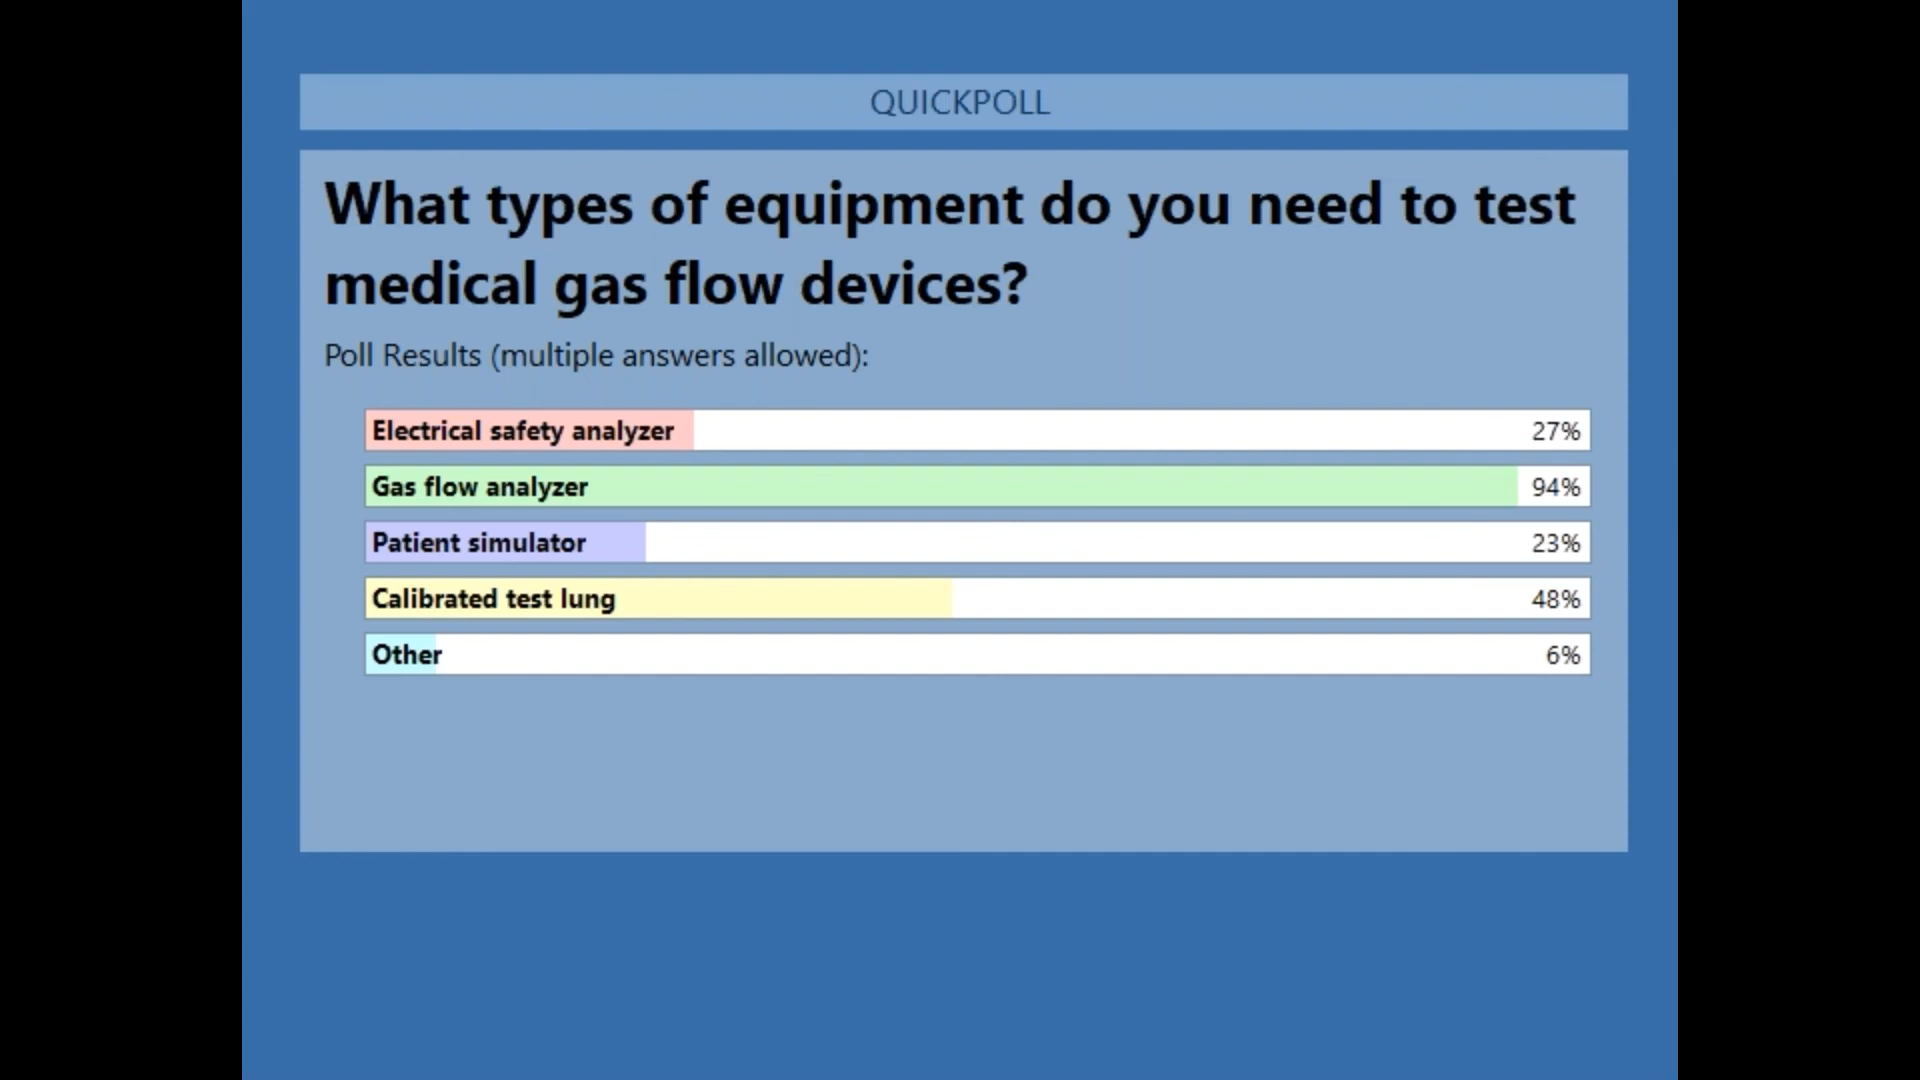 QUICKPOLL
What types of equipment do you need to test
medical gas flow devices?
Poll Results (multiple answers allowed):
Electrical safety analyzer 27%
Gas flow analyzer 94%
Patient simulator 23%
Calibrated test lung 48%
Other 6%